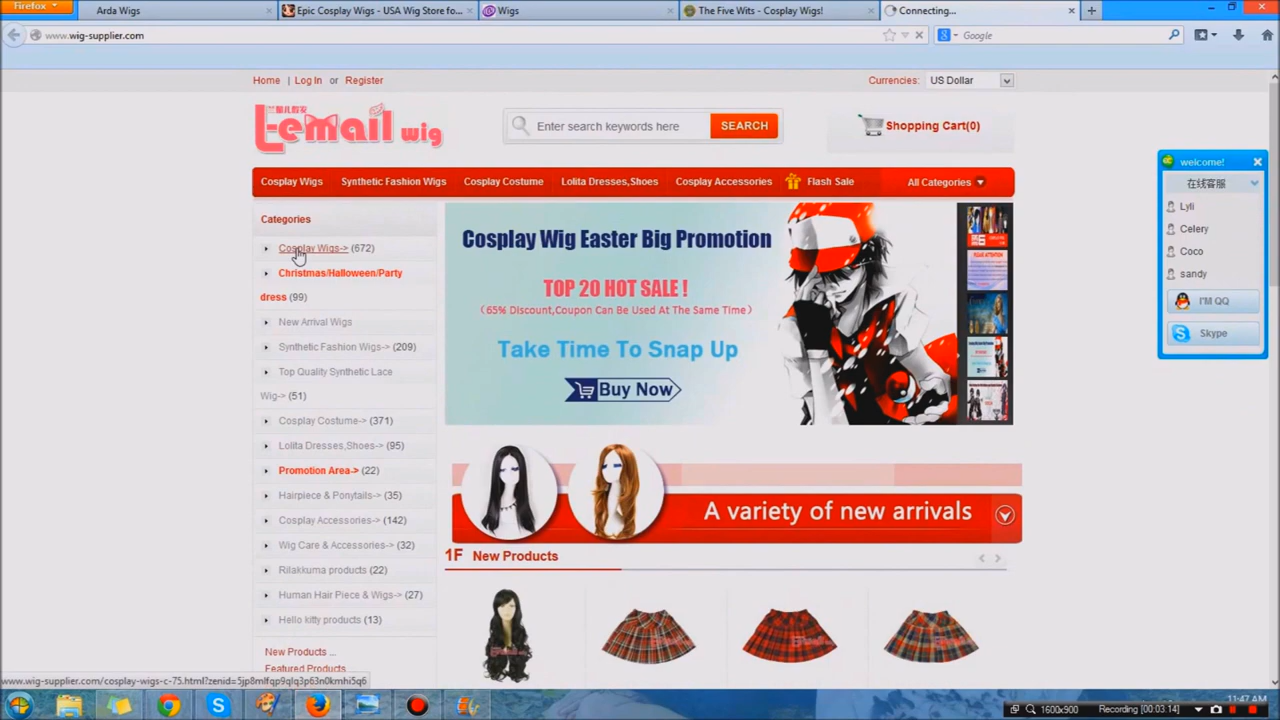 Firefox
Arda Wigs
Epic Cosplay Wigs - USA Wig Store fo...
Wigs
The Five Wits - Cosplay Wigs!
Connecting...
www.wig-supplier.com
Google
Home | Log In or Register
Currencies: US Dollar
L-email wig
Enter search keywords here
SEARCH
Shopping Cart(0)
Cosplay Wigs
Synthetic Fashion Wigs
Cosplay Costume
Lolita Dresses,Shoes
Cosplay Accessories
Flash Sale
All Categories
Categories
Cosplay Wigs-> (672)
Christmas/Halloween/Party
dress (99)
New Arrival Wigs
Synthetic Fashion Wigs-> (209)
Top Quality Synthetic Lace
Wig-> (51)
Cosplay Costume-> (371)
Lolita Dresses,Shoes-> (95)
Promotion Area-> (22)
Hairpiece & Ponytails-> (35)
Cosplay Accessories-> (142)
Wig Care & Accessories-> (32)
Rilakkuma products (22)
Human Hair Piece & Wigs-> (27)
Hello kitty products (13)
New Products ...
Featured Products
Cosplay Wig Easter Big Promotion
TOP 20 HOT SALE !
(65% Discount,Coupon Can Be Used At The Same Time)
Take Time To Snap Up
Buy Now
A variety of new arrivals
1F New Products
welcome!
在线客服
Lyli
Celery
Coco
sandy
I'M QQ
Skype
www.wig-supplier.com/cosplay-wigs-c-75.html?zenid=5jp8mlfqp9qlq3p63n0kmhi5q6
11:47 AM
1600x900
Recording [00:03.14]